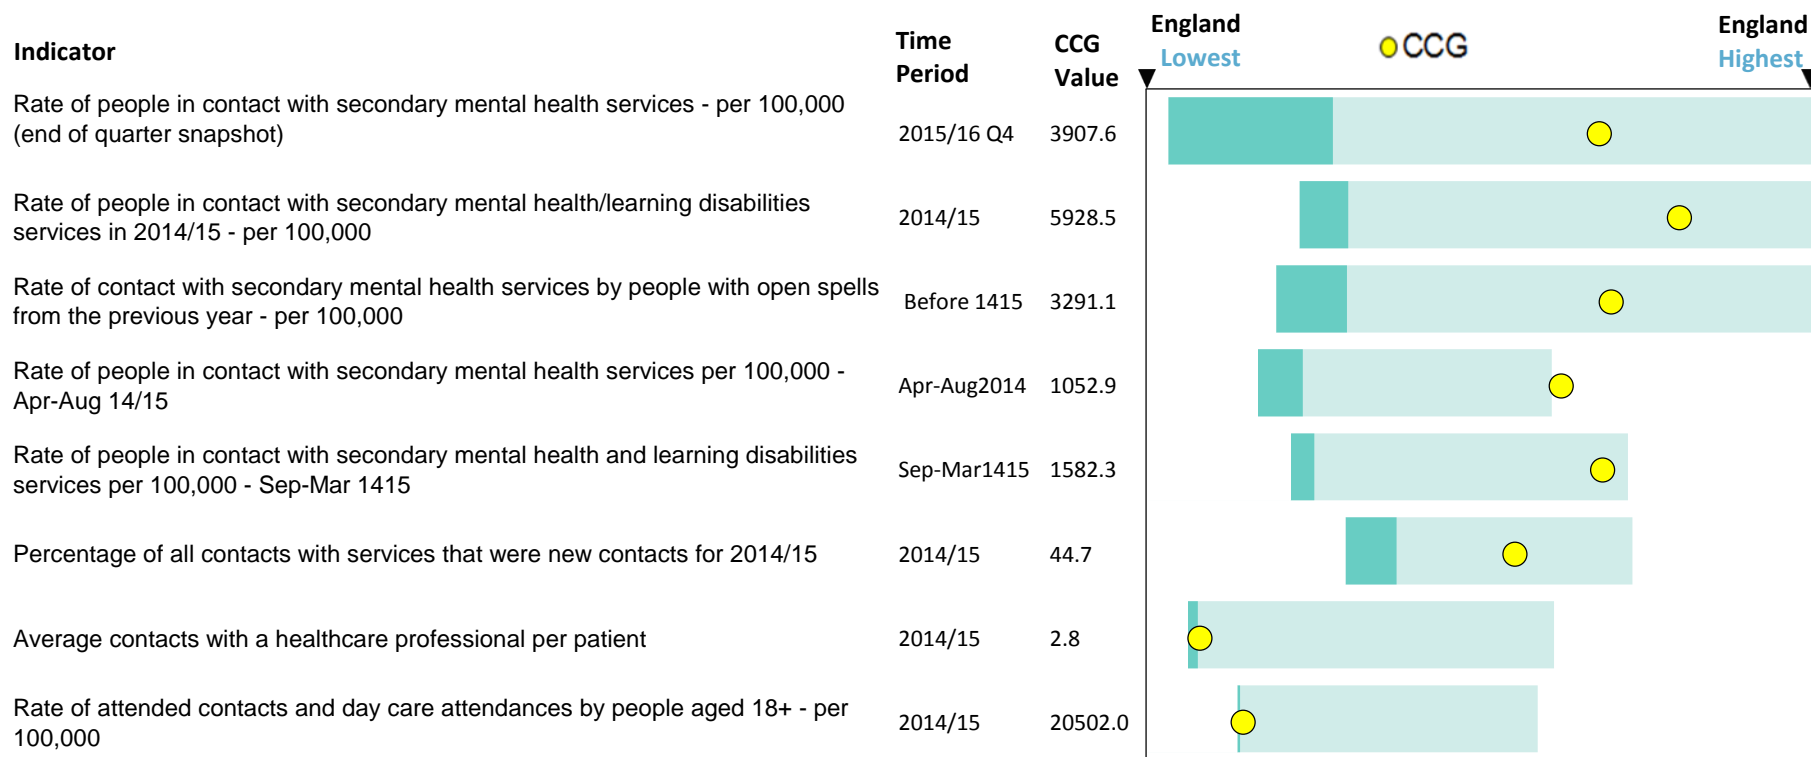 Indicator
Time
Period
CCG
Value
England
Lowest
CCG
England
Highest
Rate of people in contact with secondary mental health services - per 100,000
(end of quarter snapshot)
2015/16 Q4
3907.6
Rate of people in contact with secondary mental health/learning disabilities
services in 2014/15 - per 100,000
2014/15
5928.5
Rate of contact with secondary mental health services by people with open spells
from the previous year - per 100,000
Before 1415
3291.1
Rate of people in contact with secondary mental health services per 100,000 -
Apr-Aug 14/15
Apr-Aug2014
1052.9
Rate of people in contact with secondary mental health and learning disabilities
services per 100,000 - Sep-Mar 1415
Sep-Mar1415
1582.3
Percentage of all contacts with services that were new contacts for 2014/15
2014/15
44.7
Average contacts with a healthcare professional per patient
2014/15
2.8
Rate of attended contacts and day care attendances by people aged 18+ - per
100,000
2014/15
20502.0